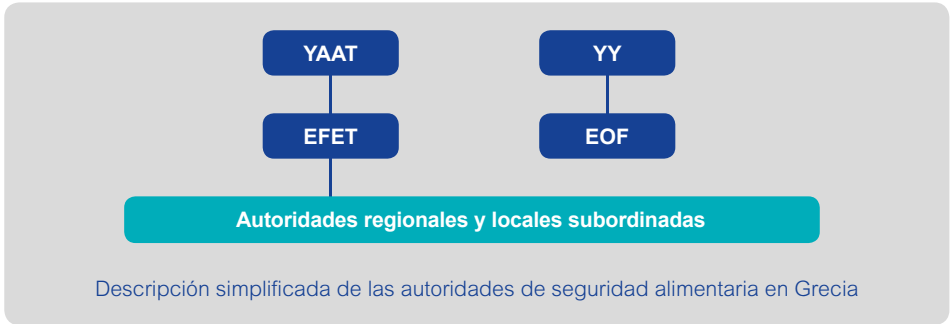 YAAT
YY
EFET
EOF
Autoridades regionales y locales subordinadas
Descripción simplificada de las autoridades de seguridad alimentaria en Grecia